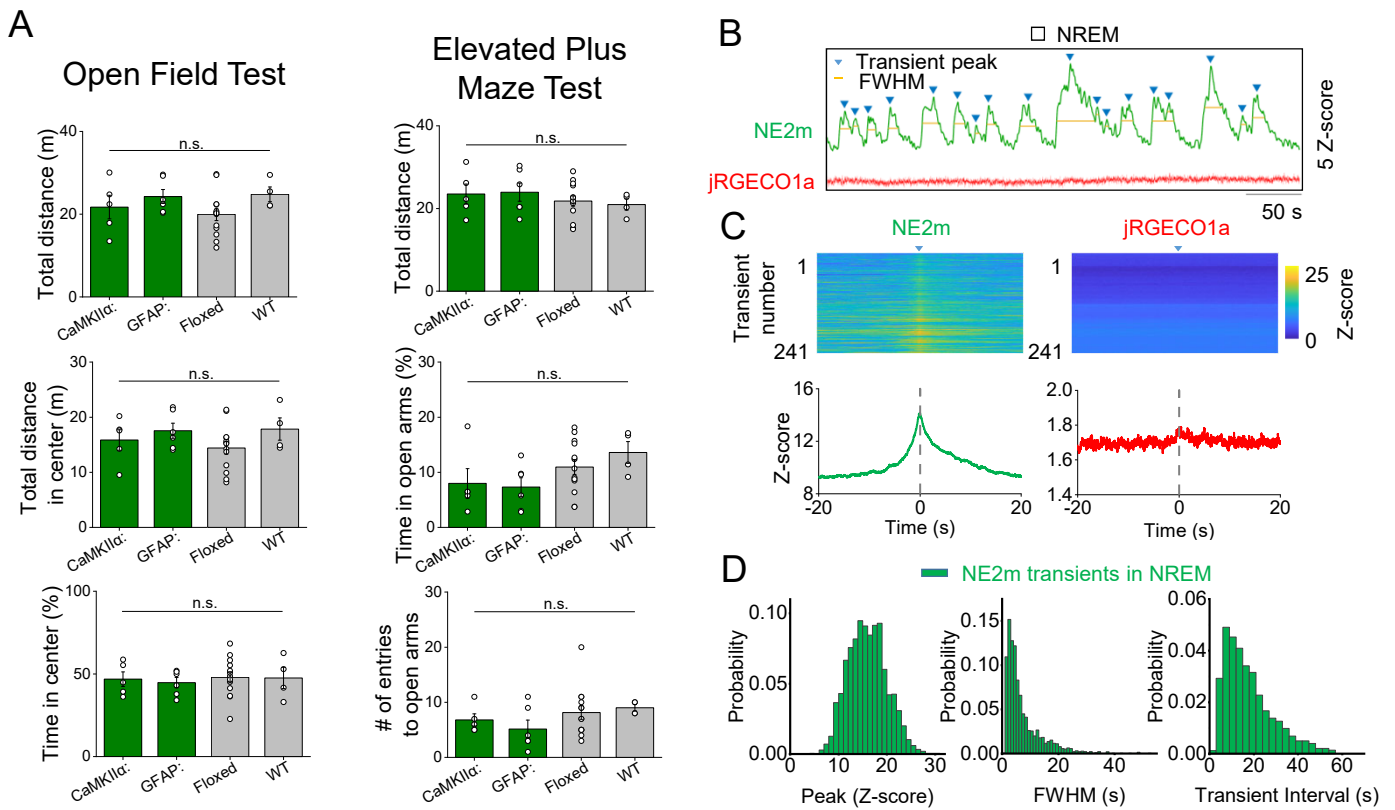 A
Open Field Test
Total distance (m)
40
20
0
n.s.
CaMKIIα:
GFAP:
Floxed
WT
Total distance
in center (m)
30
20
10
0
n.s.
CaMKIIα:
GFAP:
Floxed
WT
Time in center (%)
100
50
0
n.s.
CaMKIIα:
GFAP:
Floxed
WT
Elevated Plus
Maze Test
Total distance (m)
40
20
0
n.s.
CaMKIIα:
GFAP:
Floxed
WT
Time in open arms (%)
30
20
10
0
n.s.
CaMKIIα:
GFAP:
Floxed
WT
# of entries
to open arms
30
20
10
0
n.s.
CaMKIIα:
GFAP:
Floxed
WT
B
NREM
Transient peak
FWHM
NE2m
jRGECO1a
5 Z-score
50 s
C
NE2m
jRGECO1a
Transient
number
1
241
1
241
25
0
Z-score
Z-score
16
12
8
-20
0
20
Time (s)
2.0
1.8
1.6
1.4
-20
0
20
Time (s)
D
NE2m transients in NREM
Probability
0.10
0.05
0.00
0
10
20
30
Peak (Z-score)
Probability
0.15
0.10
0.05
0.00
0
20
40
FWHM (s)
Probability
0.06
0.04
0.02
0.00
0
20
40
60
Transient Interval (s)